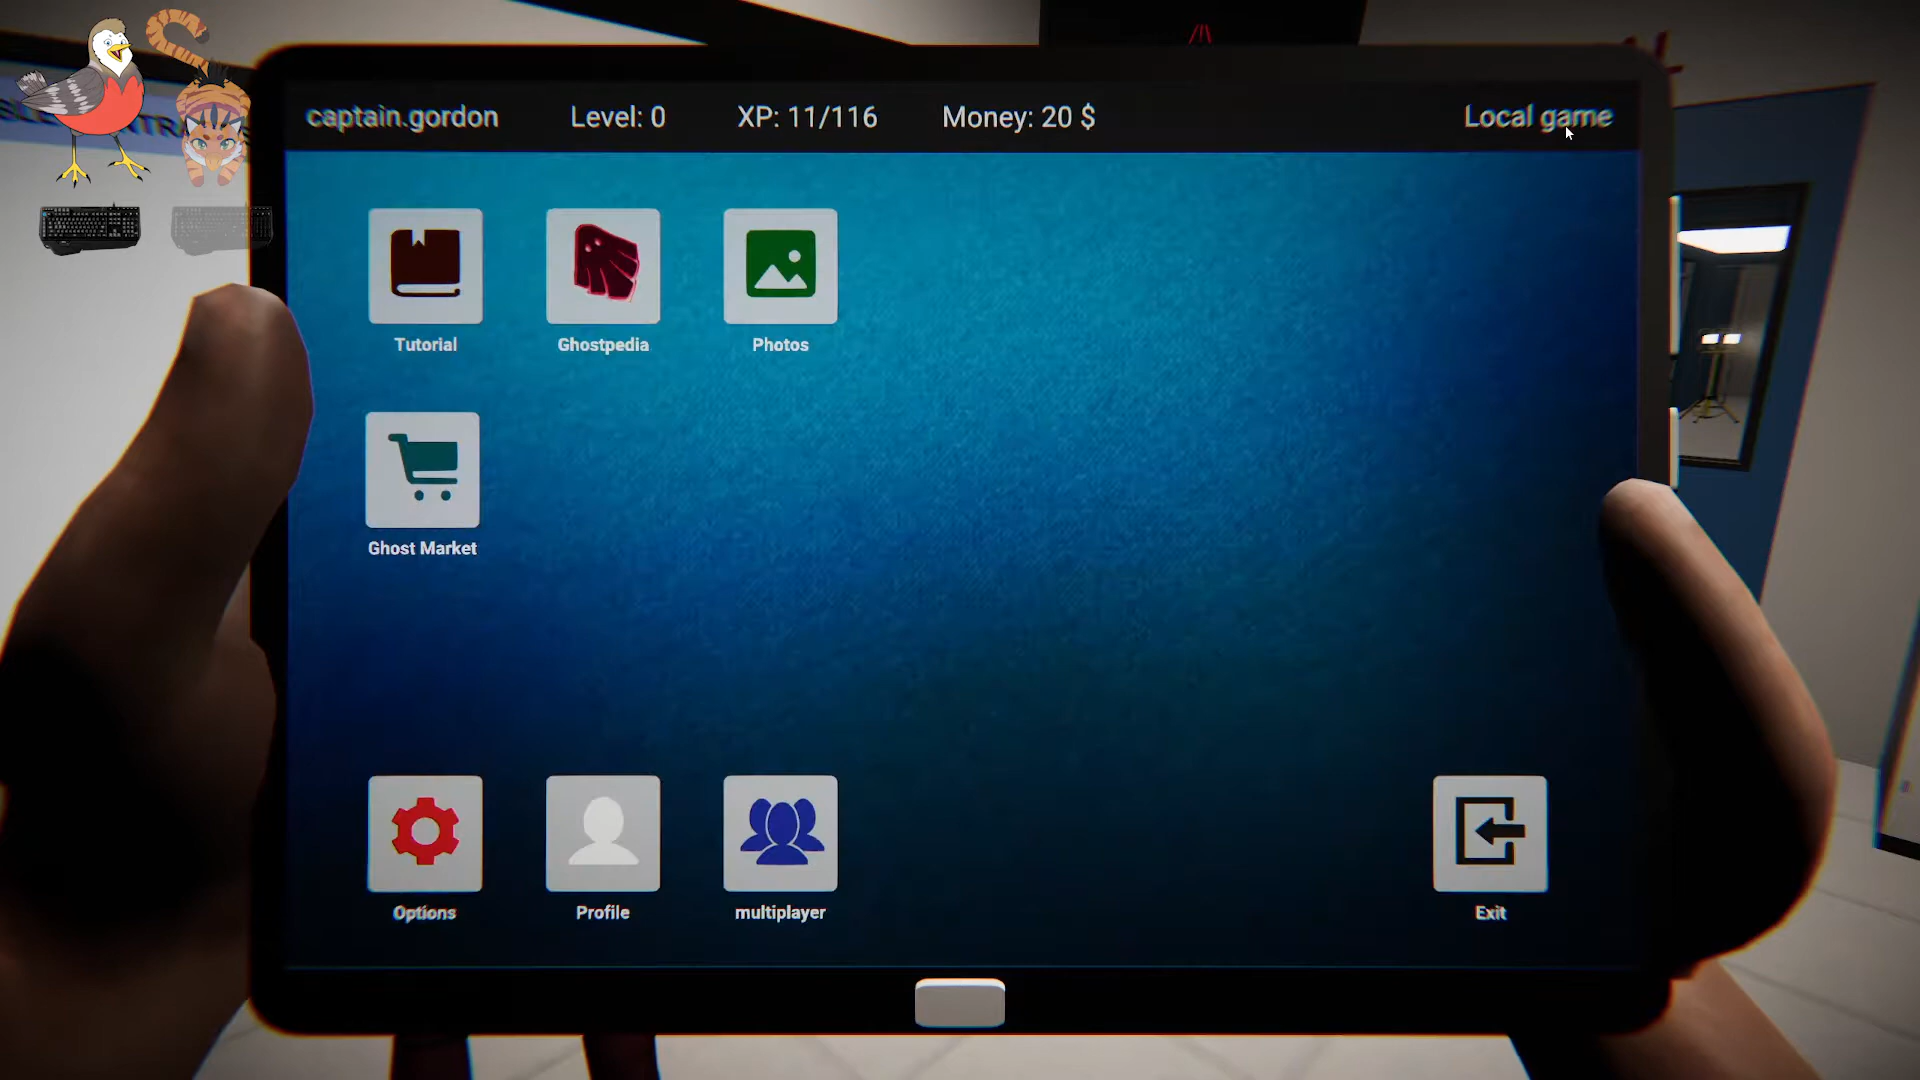 captain.gordon Level: 0 XP: 11/116 Money: 20 $ Local game
Tutorial Ghostpedia Photos
Ghost Market
Options Profile multiplayer Exit